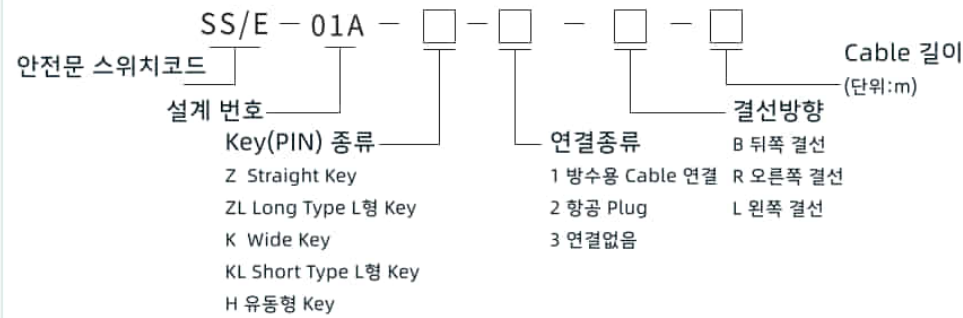 SS/E - 01A - □ - □ - □ - □
안전문 스위치코드
설계 번호
Key(PIN) 종류
Z Straight Key
ZL Long Type L형 Key
K Wide Key
KL Short Type L형 Key
H 유동형 Key
연결종류
1 방수용 Cable 연결
2 항공 Plug
3 연결없음
결선방향
B 뒤쪽 결선
R 오른쪽 결선
L 왼쪽 결선
Cable 길이
(단위:m)